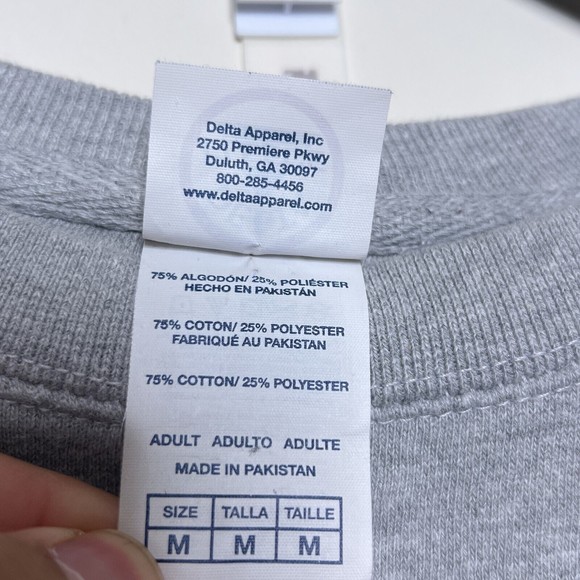 Delta Apparel, Inc
2750 Premiere Pkwy
Duluth, GA 30097
800-285-4456
www.deltaapparel.com
75% ALGODÓN/ 25% POLIÉSTER
HECHO EN PAKISTÁN
75% COTON/ 25% POLYESTER
FABRIQUÉ AU PAKISTAN
75% COTTON/ 25% POLYESTER
ADULT ADULTO ADULTE
MADE IN PAKISTAN
SIZE TALLA TAILLE
M M M